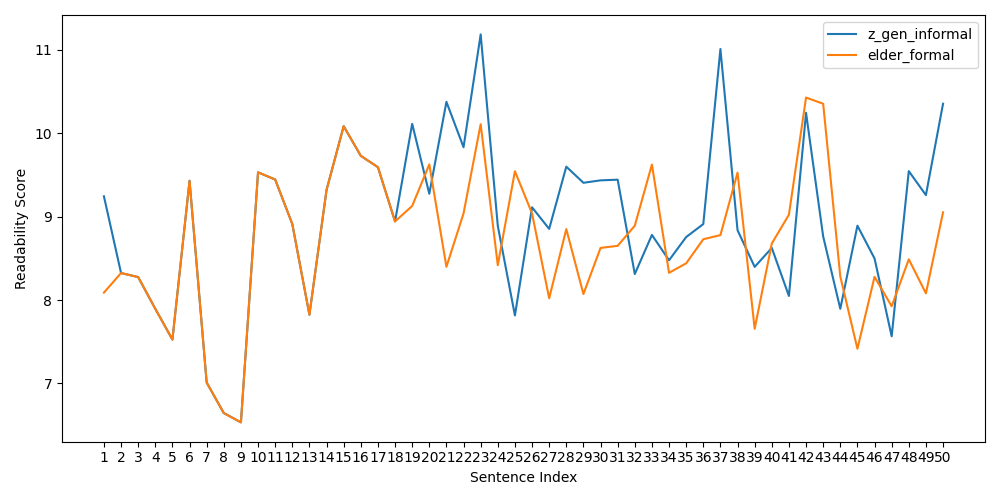 z_gen_informal
elder_formal
Readability Score
11
10
9
8
7
1 2 3 4 5 6 7 8 9 10 11 12 13 14 15 16 17 18 19 20 21 22 23 24 25 26 27 28 29 30 31 32 33 34 35 36 37 38 39 40 41 42 43 44 45 46 47 48 49 50
Sentence Index